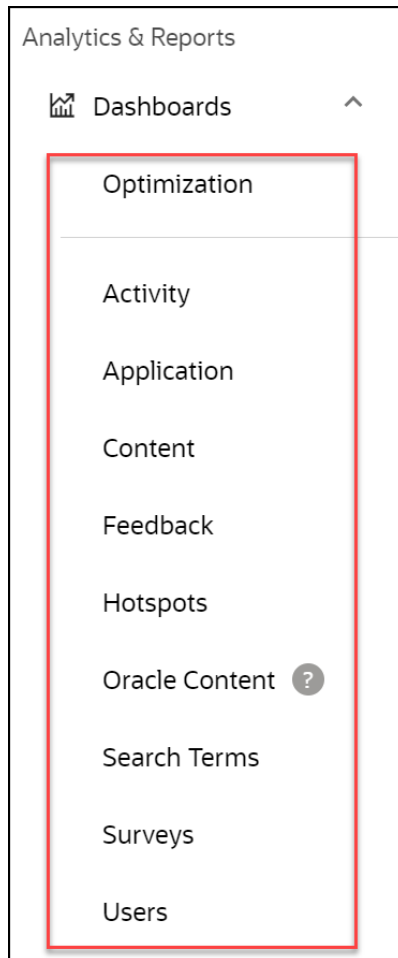 Analytics & Reports
Dashboards
Optimization
Activity
Application
Content
Feedback
Hotspots
Oracle Content ?
Search Terms
Surveys
Users